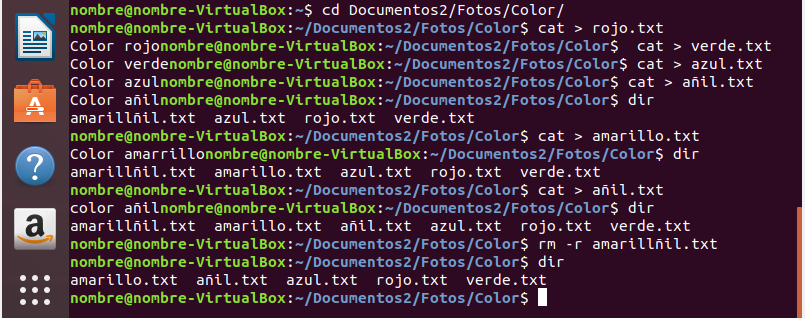 nombre@nombre-VirtualBox:~$ cd Documentos2/Fotos/Color/
nombre@nombre-VirtualBox:~/Documentos2/Fotos/Color$ cat > rojo.txt
Color rojonombre@nombre-VirtualBox:~/Documentos2/Fotos/Color$  cat > verde.txt
Color verdenombre@nombre-VirtualBox:~/Documentos2/Fotos/Color$ cat > azul.txt
Color azulnombre@nombre-VirtualBox:~/Documentos2/Fotos/Color$ cat > añil.txt
Color añilnombre@nombre-VirtualBox:~/Documentos2/Fotos/Color$ dir
amarillñil.txt  azul.txt  rojo.txt  verde.txt
nombre@nombre-VirtualBox:~/Documentos2/Fotos/Color$ cat > amarillo.txt
Color amarrillonombre@nombre-VirtualBox:~/Documentos2/Fotos/Color$ dir
amarillñil.txt  amarillo.txt  azul.txt  rojo.txt  verde.txt
nombre@nombre-VirtualBox:~/Documentos2/Fotos/Color$ cat > añil.txt
color añilnombre@nombre-VirtualBox:~/Documentos2/Fotos/Color$ dir
amarillñil.txt  amarillo.txt  añil.txt  azul.txt  rojo.txt  verde.txt
nombre@nombre-VirtualBox:~/Documentos2/Fotos/Color$ rm -r amarillñil.txt
nombre@nombre-VirtualBox:~/Documentos2/Fotos/Color$ dir
amarillo.txt  añil.txt  azul.txt  rojo.txt  verde.txt
nombre@nombre-VirtualBox:~/Documentos2/Fotos/Color$